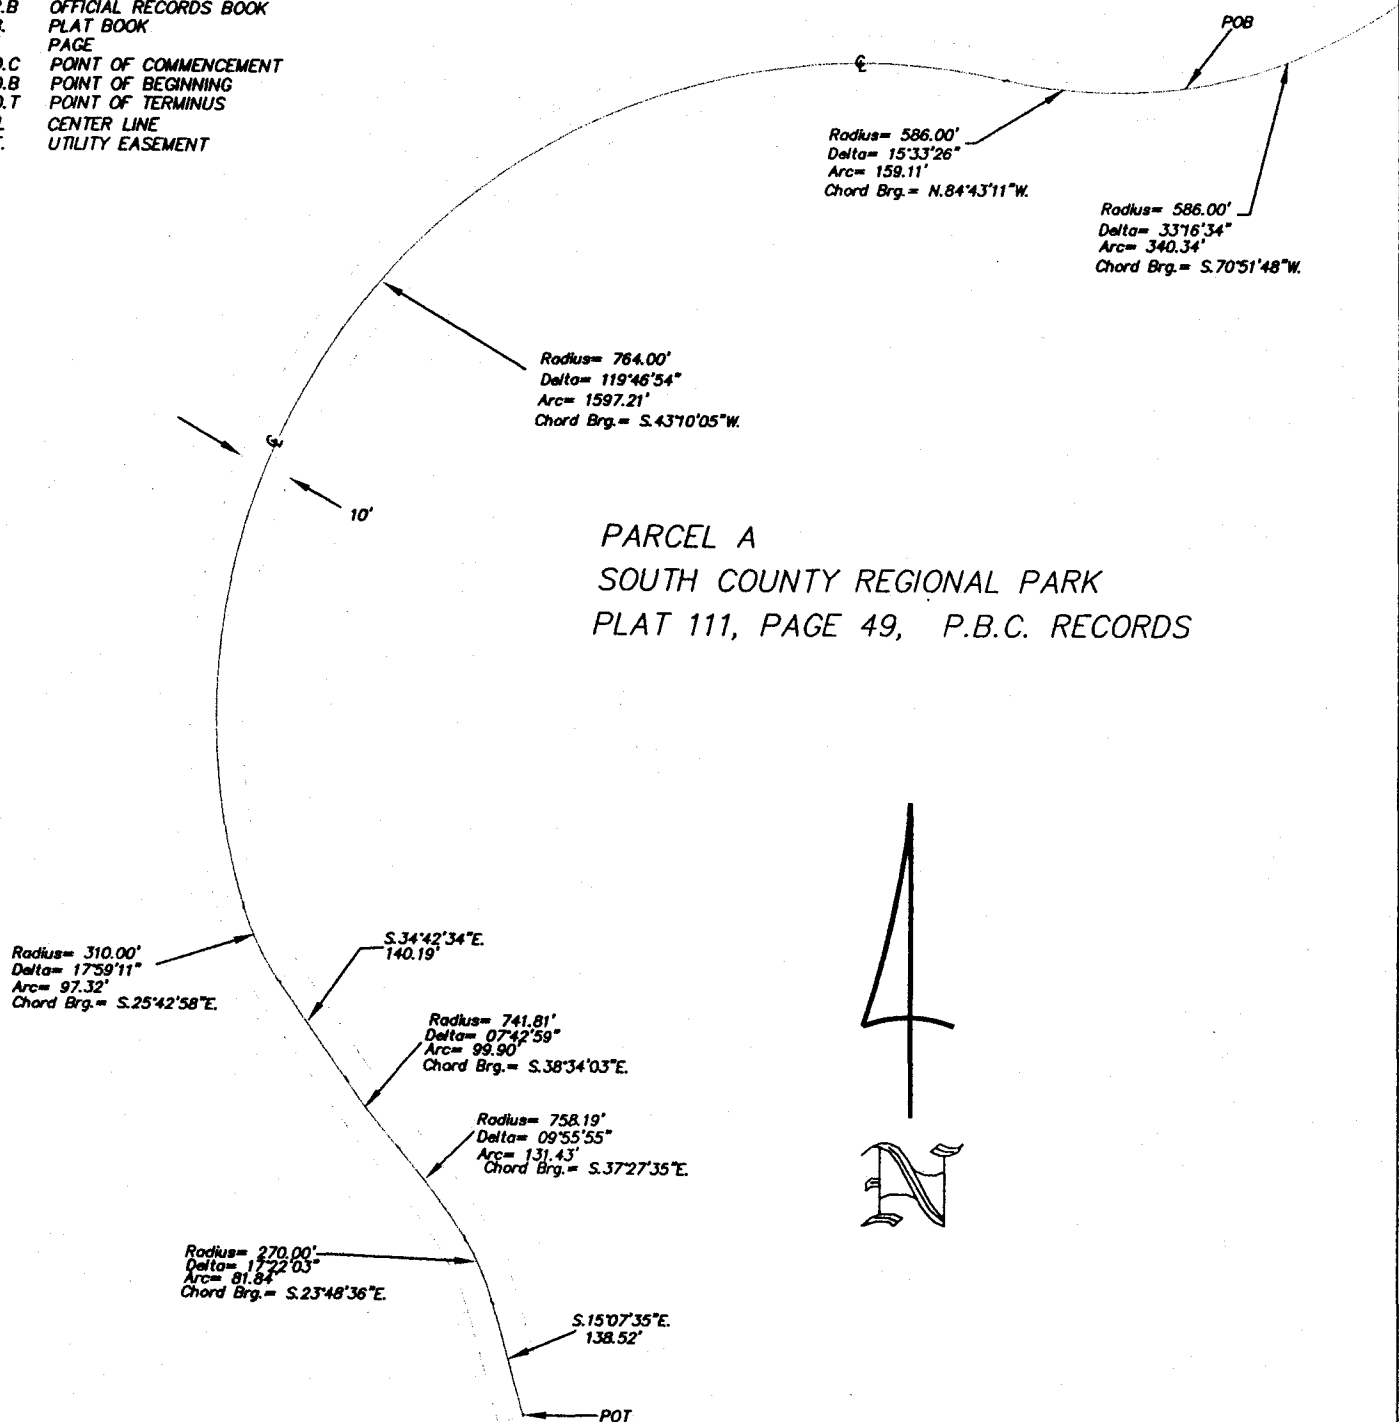 .B OFFICIAL RECORDS BOOK
. PLAT BOOK
PAGE
.C POINT OF COMMENCEMENT
.B POINT OF BEGINNING
.T POINT OF TERMINUS
CENTER LINE
. UTILITY EASEMENT
POB
℄
Radius= 586.00'
Delta= 15°33'26"
Arc= 159.11'
Chord Brg.= N.84°43'11"W.
Radius= 586.00'
Delta= 33°16'34"
Arc= 340.34'
Chord Brg.= S.70°51'48"W.
Radius= 764.00'
Delta= 119°46'54"
Arc= 1597.21'
Chord Brg.= S.43°10'05"W.
℄
10'
PARCEL A
SOUTH COUNTY REGIONAL PARK
PLAT 111, PAGE 49, P.B.C. RECORDS
Radius= 310.00'
Delta= 17°59'11"
Arc= 97.32'
Chord Brg.= S.25°42'58"E.
S.34°42'34"E.
140.19'
Radius= 741.81'
Delta= 07°42'59"
Arc= 99.90'
Chord Brg.= S.38°34'03"E.
Radius= 758.19'
Delta= 09°55'55"
Arc= 131.43'
Chord Brg.= S.37°27'35"E.
N
Radius= 270.00'
Delta= 17°22'03"
Arc= 81.84'
Chord Brg.= S.23°48'36"E.
S.15°07'35"E.
138.52'
POT